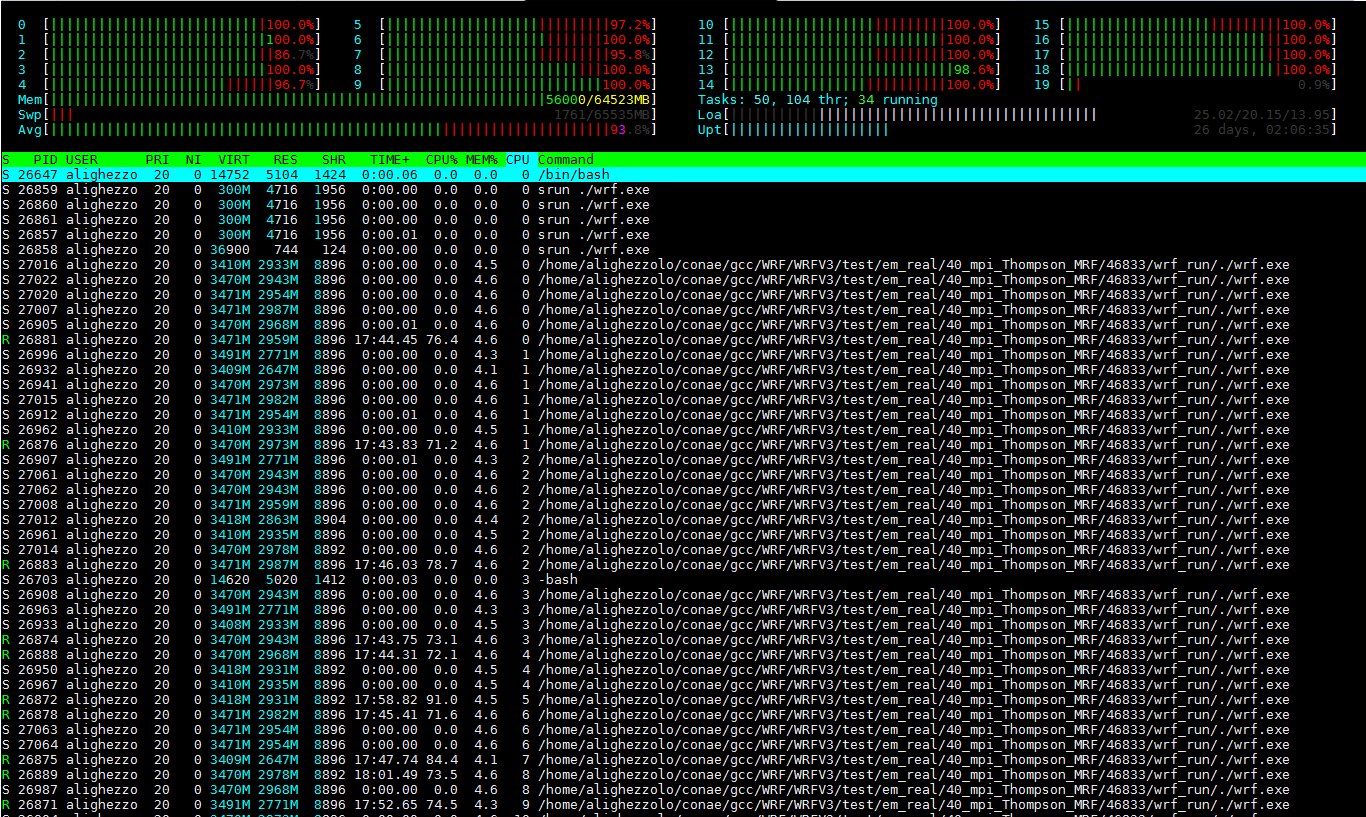 0 [100.0%] 5 [97.2%] 10 [100.0%] 15 [100.0%]
1 [100.0%] 6 [100.0%] 11 [100.0%] 16 [100.0%]
2 [86.7%] 7 [95.8%] 12 [100.0%] 17 [100.0%]
3 [100.0%] 8 [100.0%] 13 [98.6%] 18 [100.0%]
4 [96.7%] 9 [100.0%] 14 [100.0%] 19 [0.9%]
Mem[56000/64523MB] Tasks: 50, 104 thr; 34 running
Swp[1761/65535MB] Loa[25.02/20.15/13.95]
Avg[93.8%] Upt[26 days, 02:06:35]
S PID USER PRI NI VIRT RES SHR TIME+ CPU% MEM% CPU Command
S 26647 alighezzo 20 0 14752 5104 1424 0:00.06 0.0 0.0 0 /bin/bash
S 26859 alighezzo 20 0 300M 4716 1956 0:00.00 0.0 0.0 0 srun ./wrf.exe
S 26860 alighezzo 20 0 300M 4716 1956 0:00.00 0.0 0.0 0 srun ./wrf.exe
S 26861 alighezzo 20 0 300M 4716 1956 0:00.00 0.0 0.0 0 srun ./wrf.exe
S 26857 alighezzo 20 0 300M 4716 1956 0:00.01 0.0 0.0 0 srun ./wrf.exe
S 26858 alighezzo 20 0 36900 744 124 0:00.00 0.0 0.0 0 srun ./wrf.exe
S 27016 alighezzo 20 0 3410M 2933M 8896 0:00.00 0.0 4.5 0 /home/alighezzolo/conae/gcc/WRF/WRFV3/test/em_real/40_mpi_Thompson_MRF/46833/wrf_run/./wrf.exe
S 27022 alighezzo 20 0 3470M 2943M 8896 0:00.00 0.0 4.6 0 /home/alighezzolo/conae/gcc/WRF/WRFV3/test/em_real/40_mpi_Thompson_MRF/46833/wrf_run/./wrf.exe
S 27020 alighezzo 20 0 3471M 2954M 8896 0:00.00 0.0 4.6 0 /home/alighezzolo/conae/gcc/WRF/WRFV3/test/em_real/40_mpi_Thompson_MRF/46833/wrf_run/./wrf.exe
S 27007 alighezzo 20 0 3471M 2987M 8896 0:00.00 0.0 4.6 0 /home/alighezzolo/conae/gcc/WRF/WRFV3/test/em_real/40_mpi_Thompson_MRF/46833/wrf_run/./wrf.exe
S 26905 alighezzo 20 0 3470M 2968M 8896 0:00.01 0.0 4.6 0 /home/alighezzolo/conae/gcc/WRF/WRFV3/test/em_real/40_mpi_Thompson_MRF/46833/wrf_run/./wrf.exe
R 26881 alighezzo 20 0 3471M 2959M 8896 17:44.45 76.4 4.6 0 /home/alighezzolo/conae/gcc/WRF/WRFV3/test/em_real/40_mpi_Thompson_MRF/46833/wrf_run/./wrf.exe
S 26996 alighezzo 20 0 3491M 2771M 8896 0:00.00 0.0 4.3 1 /home/alighezzolo/conae/gcc/WRF/WRFV3/test/em_real/40_mpi_Thompson_MRF/46833/wrf_run/./wrf.exe
S 26932 alighezzo 20 0 3409M 2647M 8896 0:00.00 0.0 4.1 1 /home/alighezzolo/conae/gcc/WRF/WRFV3/test/em_real/40_mpi_Thompson_MRF/46833/wrf_run/./wrf.exe
S 26941 alighezzo 20 0 3470M 2973M 8896 0:00.00 0.0 4.6 1 /home/alighezzolo/conae/gcc/WRF/WRFV3/test/em_real/40_mpi_Thompson_MRF/46833/wrf_run/./wrf.exe
S 27015 alighezzo 20 0 3471M 2982M 8896 0:00.00 0.0 4.6 1 /home/alighezzolo/conae/gcc/WRF/WRFV3/test/em_real/40_mpi_Thompson_MRF/46833/wrf_run/./wrf.exe
S 26912 alighezzo 20 0 3471M 2954M 8896 0:00.01 0.0 4.6 1 /home/alighezzolo/conae/gcc/WRF/WRFV3/test/em_real/40_mpi_Thompson_MRF/46833/wrf_run/./wrf.exe
S 26962 alighezzo 20 0 3410M 2933M 8896 0:00.01 0.0 4.5 1 /home/alighezzolo/conae/gcc/WRF/WRFV3/test/em_real/40_mpi_Thompson_MRF/46833/wrf_run/./wrf.exe
R 26876 alighezzo 20 0 3470M 2973M 8896 17:43.83 71.2 4.6 1 /home/alighezzolo/conae/gcc/WRF/WRFV3/test/em_real/40_mpi_Thompson_MRF/46833/wrf_run/./wrf.exe
S 26907 alighezzo 20 0 3491M 2771M 8896 0:00.01 0.0 4.3 2 /home/alighezzolo/conae/gcc/WRF/WRFV3/test/em_real/40_mpi_Thompson_MRF/46833/wrf_run/./wrf.exe
S 27061 alighezzo 20 0 3470M 2943M 8896 0:00.00 0.0 4.6 2 /home/alighezzolo/conae/gcc/WRF/WRFV3/test/em_real/40_mpi_Thompson_MRF/46833/wrf_run/./wrf.exe
S 27062 alighezzo 20 0 3470M 2943M 8896 0:00.00 0.0 4.6 2 /home/alighezzolo/conae/gcc/WRF/WRFV3/test/em_real/40_mpi_Thompson_MRF/46833/wrf_run/./wrf.exe
S 27008 alighezzo 20 0 3471M 2959M 8896 0:00.00 0.0 4.6 2 /home/alighezzolo/conae/gcc/WRF/WRFV3/test/em_real/40_mpi_Thompson_MRF/46833/wrf_run/./wrf.exe
S 27012 alighezzo 20 0 3418M 2863M 8904 0:00.00 0.0 4.4 2 /home/alighezzolo/conae/gcc/WRF/WRFV3/test/em_real/40_mpi_Thompson_MRF/46833/wrf_run/./wrf.exe
S 26961 alighezzo 20 0 3410M 2935M 8896 0:00.00 0.0 4.5 2 /home/alighezzolo/conae/gcc/WRF/WRFV3/test/em_real/40_mpi_Thompson_MRF/46833/wrf_run/./wrf.exe
S 27014 alighezzo 20 0 3470M 2978M 8892 0:00.00 0.0 4.6 2 /home/alighezzolo/conae/gcc/WRF/WRFV3/test/em_real/40_mpi_Thompson_MRF/46833/wrf_run/./wrf.exe
R 26883 alighezzo 20 0 3471M 2987M 8896 17:46.03 78.7 4.6 2 /home/alighezzolo/conae/gcc/WRF/WRFV3/test/em_real/40_mpi_Thompson_MRF/46833/wrf_run/./wrf.exe
S 26703 alighezzo 20 0 14620 5020 1412 0:00.03 0.0 0.0 3 -bash
S 26908 alighezzo 20 0 3470M 2943M 8896 0:00.00 0.0 4.6 3 /home/alighezzolo/conae/gcc/WRF/WRFV3/test/em_real/40_mpi_Thompson_MRF/46833/wrf_run/./wrf.exe
S 26963 alighezzo 20 0 3491M 2771M 8896 0:00.00 0.0 4.3 3 /home/alighezzolo/conae/gcc/WRF/WRFV3/test/em_real/40_mpi_Thompson_MRF/46833/wrf_run/./wrf.exe
S 26933 alighezzo 20 0 3408M 2933M 8896 0:00.00 0.0 4.5 3 /home/alighezzolo/conae/gcc/WRF/WRFV3/test/em_real/40_mpi_Thompson_MRF/46833/wrf_run/./wrf.exe
R 26874 alighezzo 20 0 3470M 2943M 8896 17:43.75 73.1 4.6 3 /home/alighezzolo/conae/gcc/WRF/WRFV3/test/em_real/40_mpi_Thompson_MRF/46833/wrf_run/./wrf.exe
R 26888 alighezzo 20 0 3470M 2968M 8896 17:44.31 72.1 4.6 4 /home/alighezzolo/conae/gcc/WRF/WRFV3/test/em_real/40_mpi_Thompson_MRF/46833/wrf_run/./wrf.exe
S 26950 alighezzo 20 0 3418M 2931M 8892 0:00.00 0.0 4.5 4 /home/alighezzolo/conae/gcc/WRF/WRFV3/test/em_real/40_mpi_Thompson_MRF/46833/wrf_run/./wrf.exe
S 26967 alighezzo 20 0 3410M 2935M 8896 0:00.00 0.0 4.5 4 /home/alighezzolo/conae/gcc/WRF/WRFV3/test/em_real/40_mpi_Thompson_MRF/46833/wrf_run/./wrf.exe
R 26872 alighezzo 20 0 3418M 2931M 8892 17:58.82 91.0 4.5 5 /home/alighezzolo/conae/gcc/WRF/WRFV3/test/em_real/40_mpi_Thompson_MRF/46833/wrf_run/./wrf.exe
R 26878 alighezzo 20 0 3471M 2982M 8896 17:45.41 71.6 4.6 6 /home/alighezzolo/conae/gcc/WRF/WRFV3/test/em_real/40_mpi_Thompson_MRF/46833/wrf_run/./wrf.exe
S 27063 alighezzo 20 0 3471M 2954M 8896 0:00.00 0.0 4.6 6 /home/alighezzolo/conae/gcc/WRF/WRFV3/test/em_real/40_mpi_Thompson_MRF/46833/wrf_run/./wrf.exe
S 27064 alighezzo 20 0 3471M 2954M 8896 0:00.00 0.0 4.6 6 /home/alighezzolo/conae/gcc/WRF/WRFV3/test/em_real/40_mpi_Thompson_MRF/46833/wrf_run/./wrf.exe
R 26875 alighezzo 20 0 3409M 2647M 8896 17:47.74 84.4 4.1 7 /home/alighezzolo/conae/gcc/WRF/WRFV3/test/em_real/40_mpi_Thompson_MRF/46833/wrf_run/./wrf.exe
R 26889 alighezzo 20 0 3470M 2978M 8892 18:01.49 73.5 4.6 8 /home/alighezzolo/conae/gcc/WRF/WRFV3/test/em_real/40_mpi_Thompson_MRF/46833/wrf_run/./wrf.exe
S 26987 alighezzo 20 0 3470M 2968M 8896 0:00.00 0.0 4.6 8 /home/alighezzolo/conae/gcc/WRF/WRFV3/test/em_real/40_mpi_Thompson_MRF/46833/wrf_run/./wrf.exe
R 26871 alighezzo 20 0 3491M 2771M 8896 17:52.65 74.5 4.3 9 /home/alighezzolo/conae/gcc/WRF/WRFV3/test/em_real/40_mpi_Thompson_MRF/46833/wrf_run/./wrf.exe